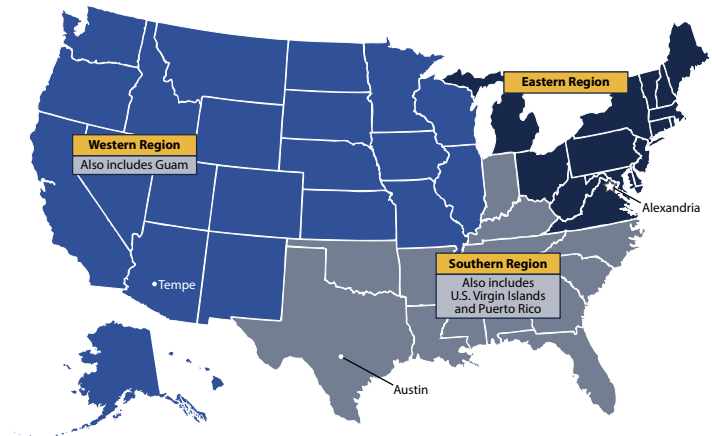 Eastern Region
Western Region
Also includes Guam
Alexandria
Southern Region
Also includes
U.S. Virgin Islands
and Puerto Rico
Tempe
Austin